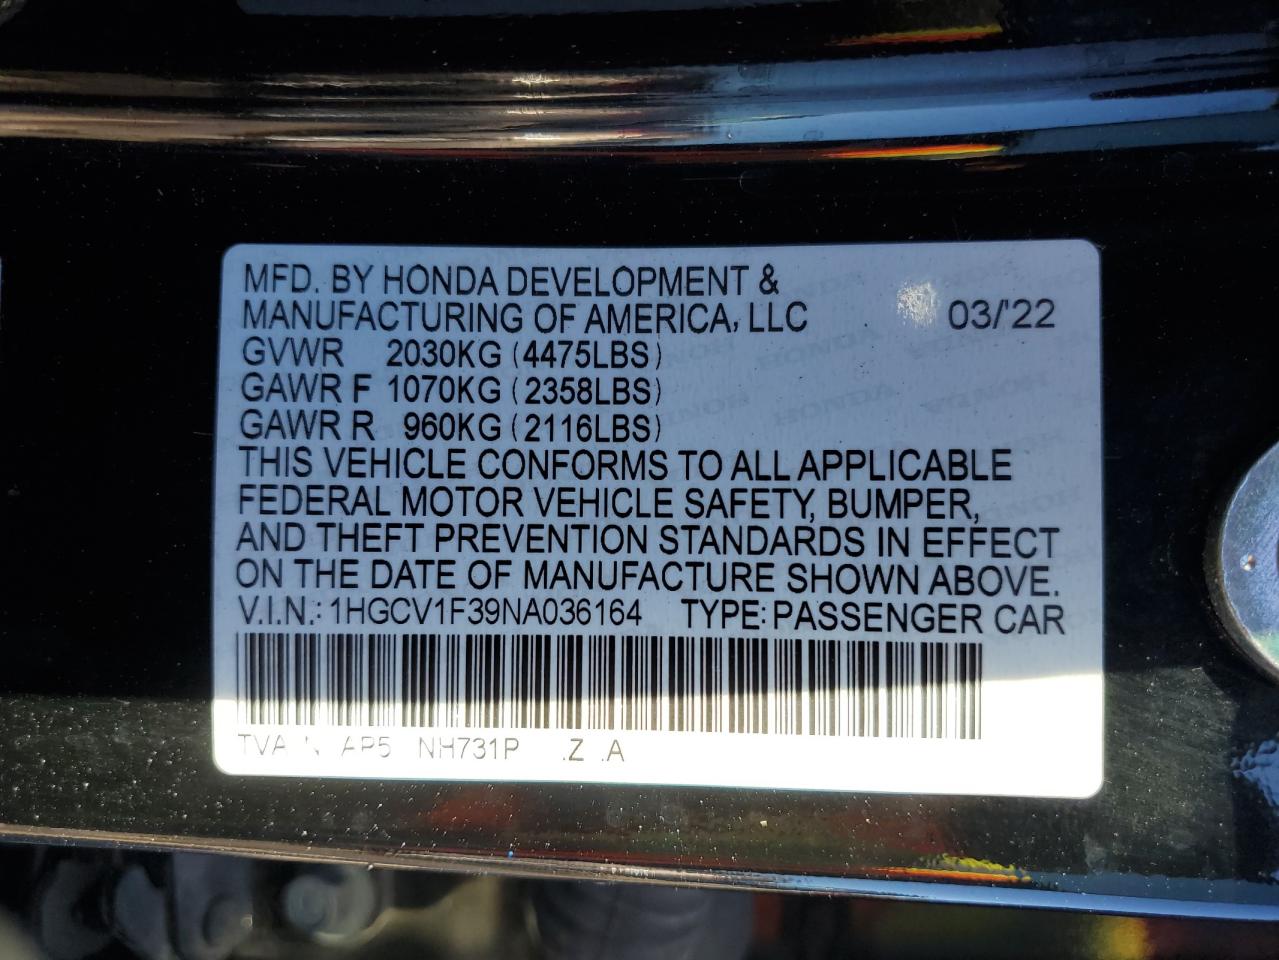 MFD. BY HONDA DEVELOPMENT &
MANUFACTURING OF AMERICA, LLC 03/'22
GVWR 2030KG (4475LBS)
GAWR F 1070KG (2358LBS)
GAWR R 960KG (2116LBS)
THIS VEHICLE CONFORMS TO ALL APPLICABLE
FEDERAL MOTOR VEHICLE SAFETY, BUMPER,
AND THEFT PREVENTION STANDARDS IN EFFECT
ON THE DATE OF MANUFACTURE SHOWN ABOVE.
V.I.N.: 1HGCV1F39NA036164 TYPE: PASSENGER CAR
NH731P